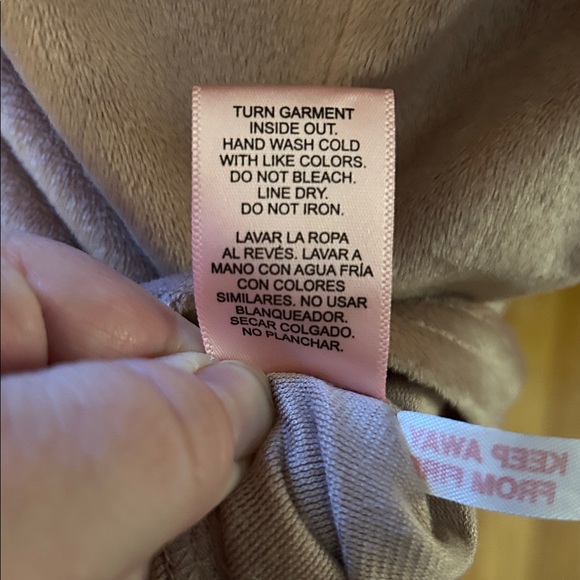 TURN GARMENT
INSIDE OUT.
HAND WASH COLD
WITH LIKE COLORS.
DO NOT BLEACH.
LINE DRY.
DO NOT IRON.
LAVAR LA ROPA
AL REVÉS. LAVAR A
MANO CON AGUA FRÍA
CON COLORES
SIMILARES. NO USAR
BLANQUEADOR.
SECAR COLGADO.
NO PLANCHAR.
KEEP AWAY
FROM